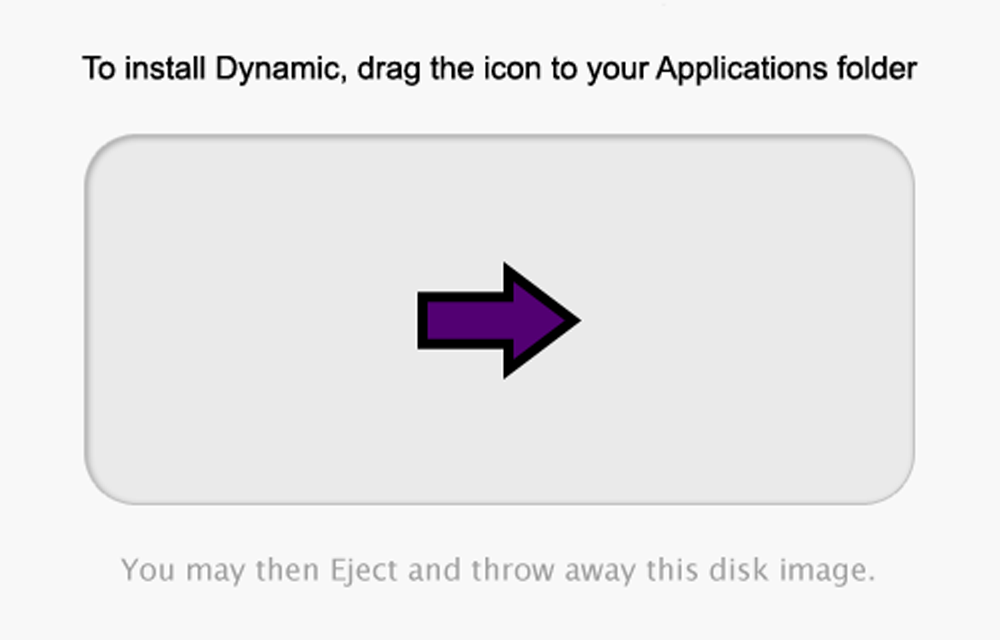 To install Dynamic, drag the icon to your Applications folder
You may then Eject and throw away this disk image.